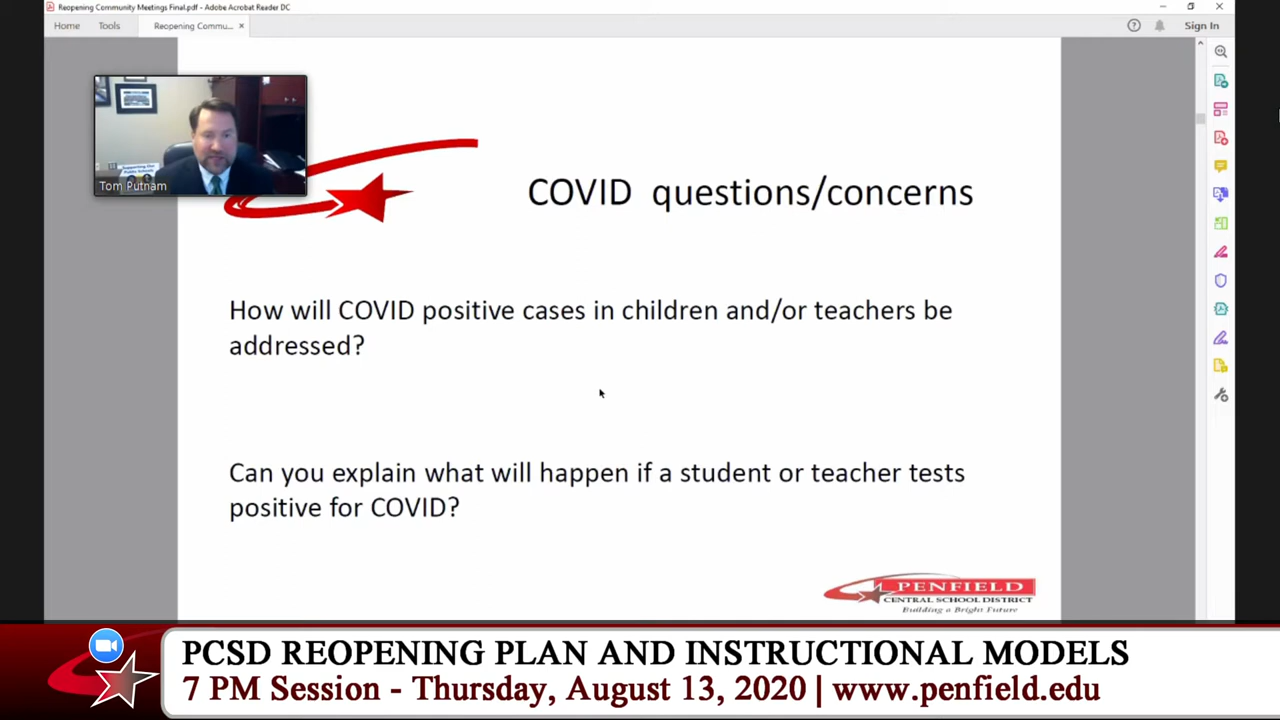 Reopening Community Meetings Final.pdf - Adobe Acrobat Reader DC
Home Tools Reopening Commu... × Sign In
Tom Putnam
COVID questions/concerns
How will COVID positive cases in children and/or teachers be
addressed?
Can you explain what will happen if a student or teacher tests
positive for COVID?
PENFIELD
CENTRAL SCHOOL DISTRICT
Building a Bright Future
PCSD REOPENING PLAN AND INSTRUCTIONAL MODELS
7 PM Session - Thursday, August 13, 2020 | www.penfield.edu